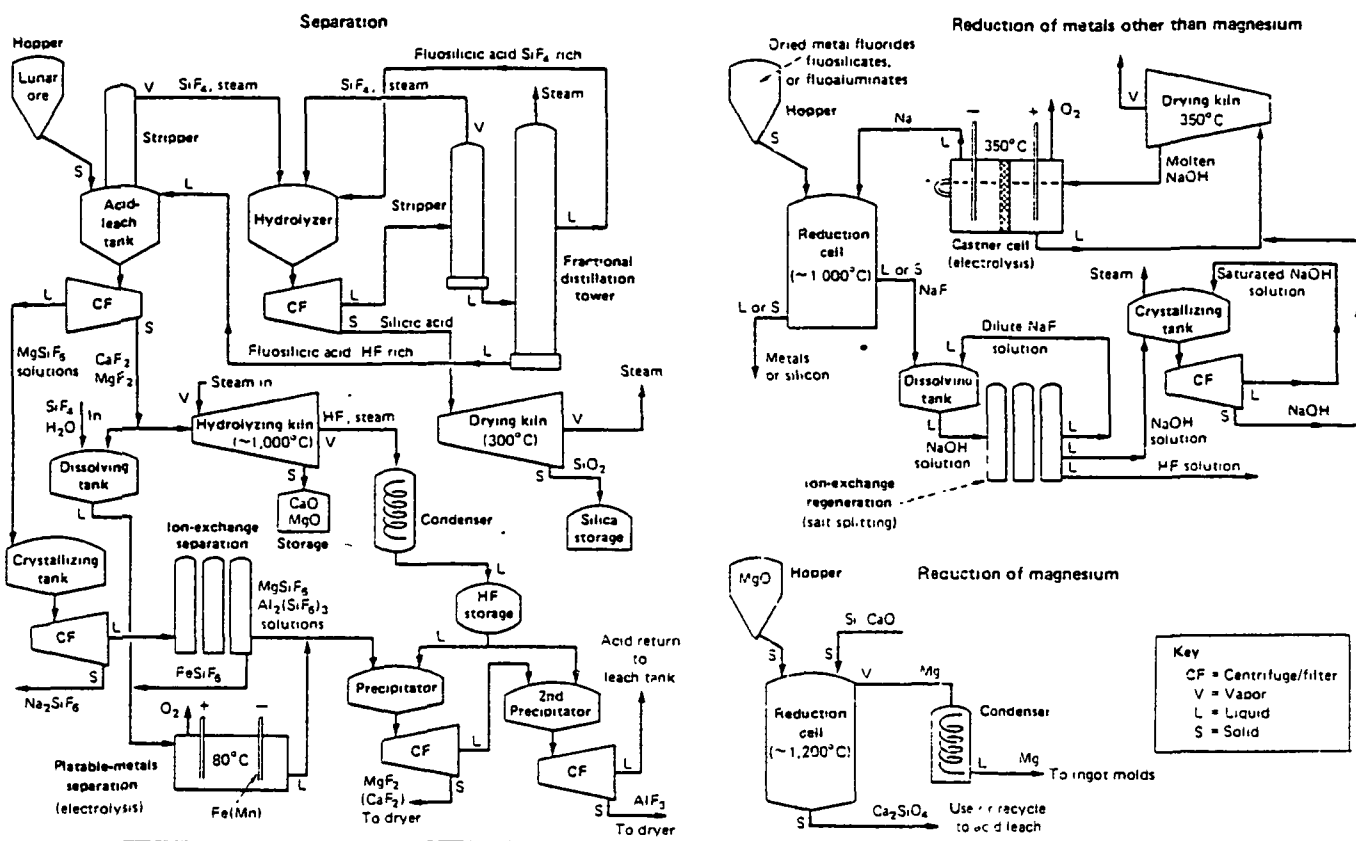 Separation
Hopper
Lunar
ore
V
SiF4, steam
SiF4, steam
Fluosilicic acid SiF4 rich
Steam
Stripper
V
S
L
Acid-
leach
tank
Hydrolyzer
Stripper
L
Fractional
distillation
tower
L
CF
S
CF
L
S
L
Silicic acid
Fluosilicic acid HF rich
L
MgSiF6
solutions
CaF2
MgF2
Steam in
V
Steam
SiF4
H2O
In
Hydrolyzing kiln
(~1,000°C)
HF, steam
V
Drying kiln
(300°C)
V
Dissolving
tank
S
S
SiO2
CaO
MgO
Storage
Condenser
Silica
storage
L
Ion-exchange
separation
Crystallizing
tank
L
MgSiF6
Al2(SiF6)3
solutions
HF
storage
CF
L
L
Acid return
to
leach tank
S
FeSiF6
Precipitator
2nd
Precipitator
Na2SiF6
O2
+
−
80°C
L
CF
L
L
CF
Platable-metals
separation
(electrolysis)
Fe(Mn)
MgF2
(CaF2)
To dryer
S
S
AlF3
To dryer
Reduction of metals other than magnesium
Dried metal fluorides
fluosilicates,
or fluoaluminates
Hopper
S
Na
L
−
+
O2
350°C
V
Drying kiln
350°C
L
Molten
NaOH
Reduction
cell
(~1 000°C)
Castner cell
(electrolysis)
L
L or S
NaF
Steam
Saturated NaOH
solution
L
L or S
Crystallizing
tank
Metals
or silicon
Dilute NaF
solution
L
Dissolving
tank
CF
L
S
NaOH
L
NaOH
solution
L
L
L
NaOH
solution
HF solution
Ion-exchange
regeneration
(salt splitting)
Reduction of magnesium
MgO
Hopper
Si CaO
S
S
V
Mg
Condenser
Reduction
cell
(~1,200°C)
L
Mg
To ingot molds
S
Ca2SiO4
to acid leach
Key
CF = Centrifuge/filter
V = Vapor
L = Liquid
S = Solid